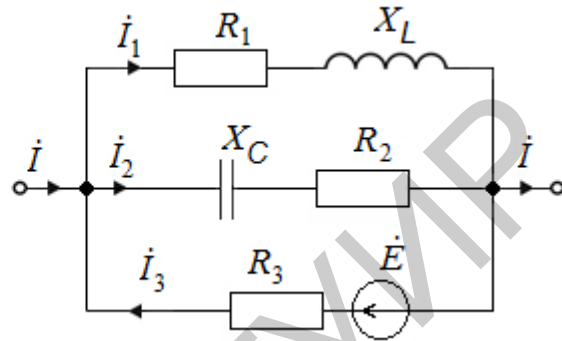 İ₁ R₁ X_L
İ İ₂ X_C R₂ İ
İ₃ R₃ Ė